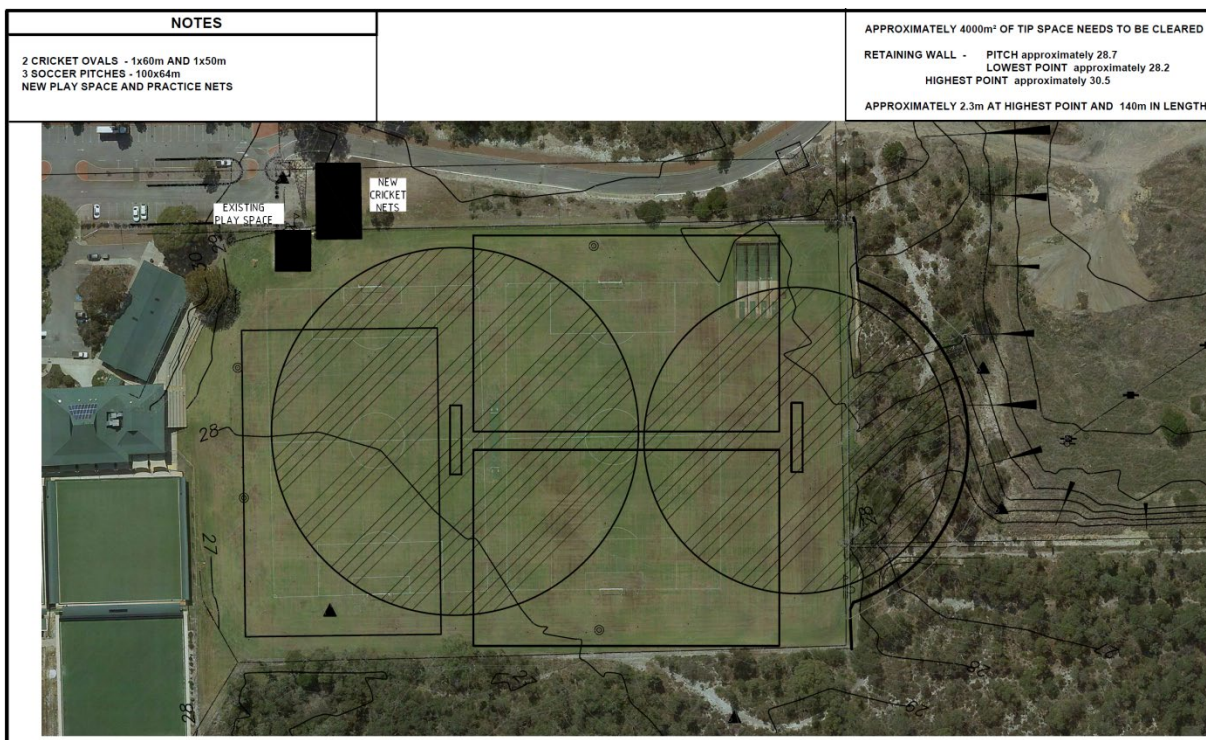 NOTES
2 CRICKET OVALS - 1x60m AND 1x50m
3 SOCCER PITCHES - 100x64m
NEW PLAY SPACE AND PRACTICE NETS
APPROXIMATELY 4000m² OF TIP SPACE NEEDS TO BE CLEARED
RETAINING WALL - PITCH approximately 28.7
LOWEST POINT approximately 28.2
HIGHEST POINT approximately 30.5
APPROXIMATELY 2.3m AT HIGHEST POINT AND 140m IN LENGTH
NEW
CRICKET
NETS
EXISTING
PLAY SPACE
28
27
28
28
29